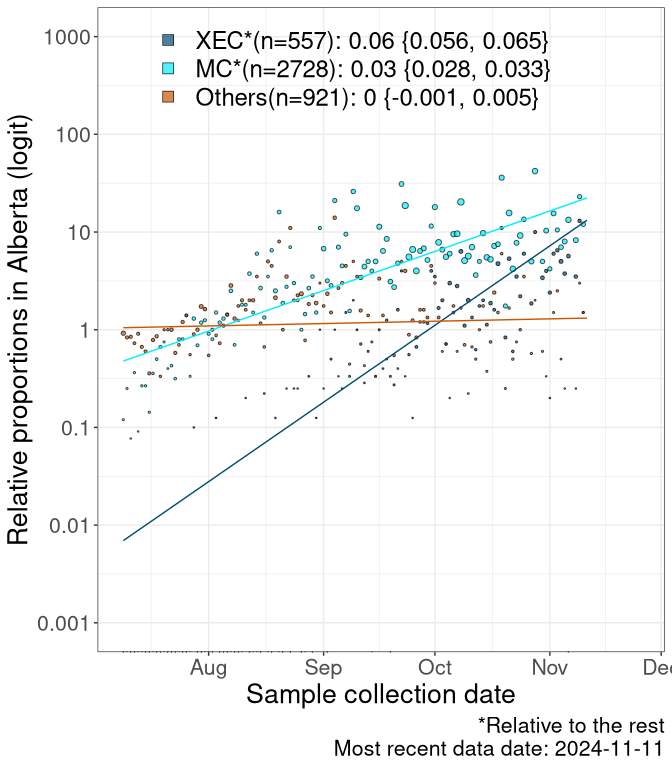 XEC*(n=557): 0.06 {0.056, 0.065}
MC*(n=2728): 0.03 {0.028, 0.033}
Others(n=921): 0 {-0.001, 0.005}
Relative proportions in Alberta (logit)
1000
100
10
1
0.1
0.01
0.001
Aug Sep Oct Nov Dec
Sample collection date
*Relative to the rest
Most recent data date: 2024-11-11